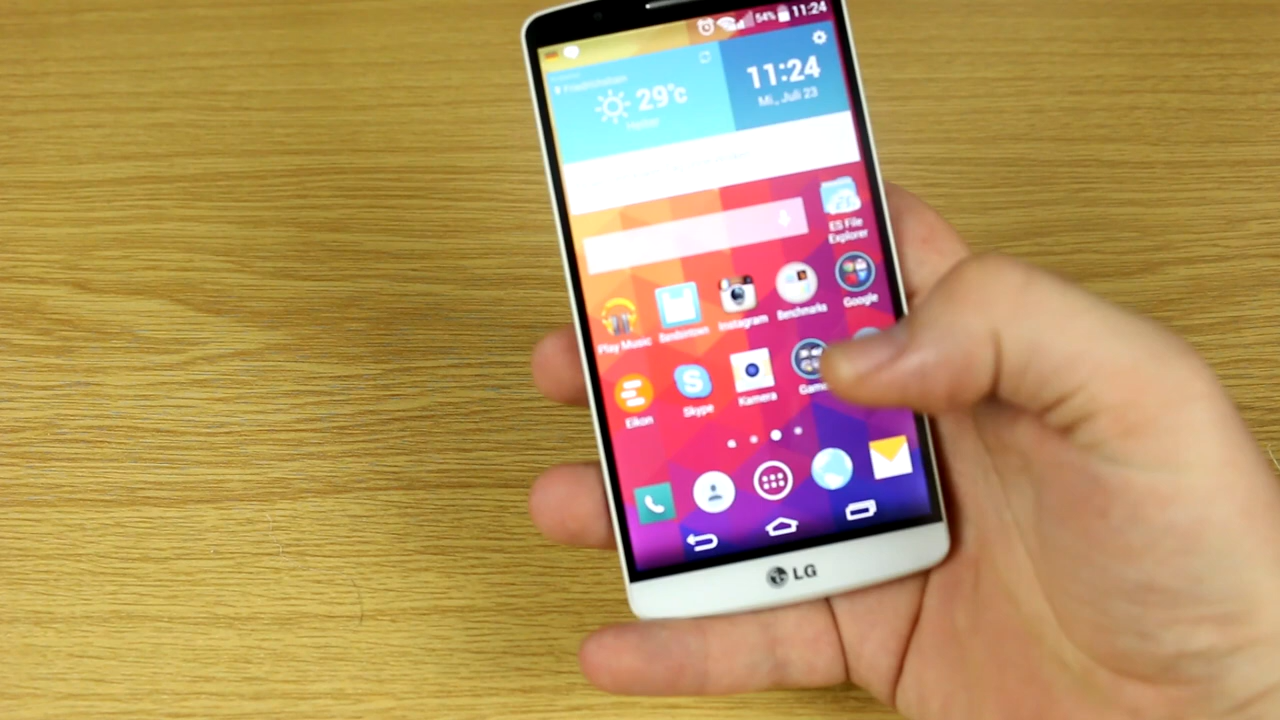 54% 11:24
Friedrichshain
29°c
11:24
Mi., Juli 23
ES File
Explorer
Play Music
Instagram
Benchmarks
Google
Eikon
Skype
Kamera
LG